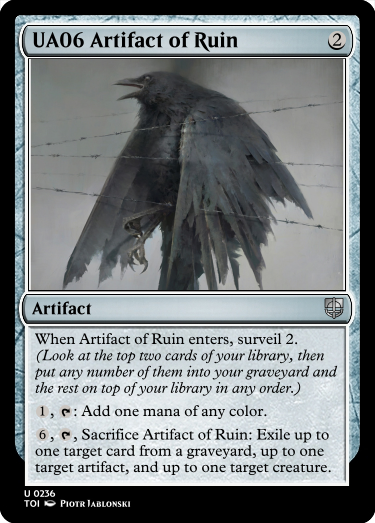 UA06 Artifact of Ruin 2
Artifact
When Artifact of Ruin enters, surveil 2.
(Look at the top two cards of your library, then
put any number of them into your graveyard and
the rest on top of your library in any order.)
1, : Add one mana of any color.
6, , Sacrifice Artifact of Ruin: Exile up to
one target card from a graveyard, up to one
target artifact, and up to one target creature.
U 0236
TOI Piotr Jablonski